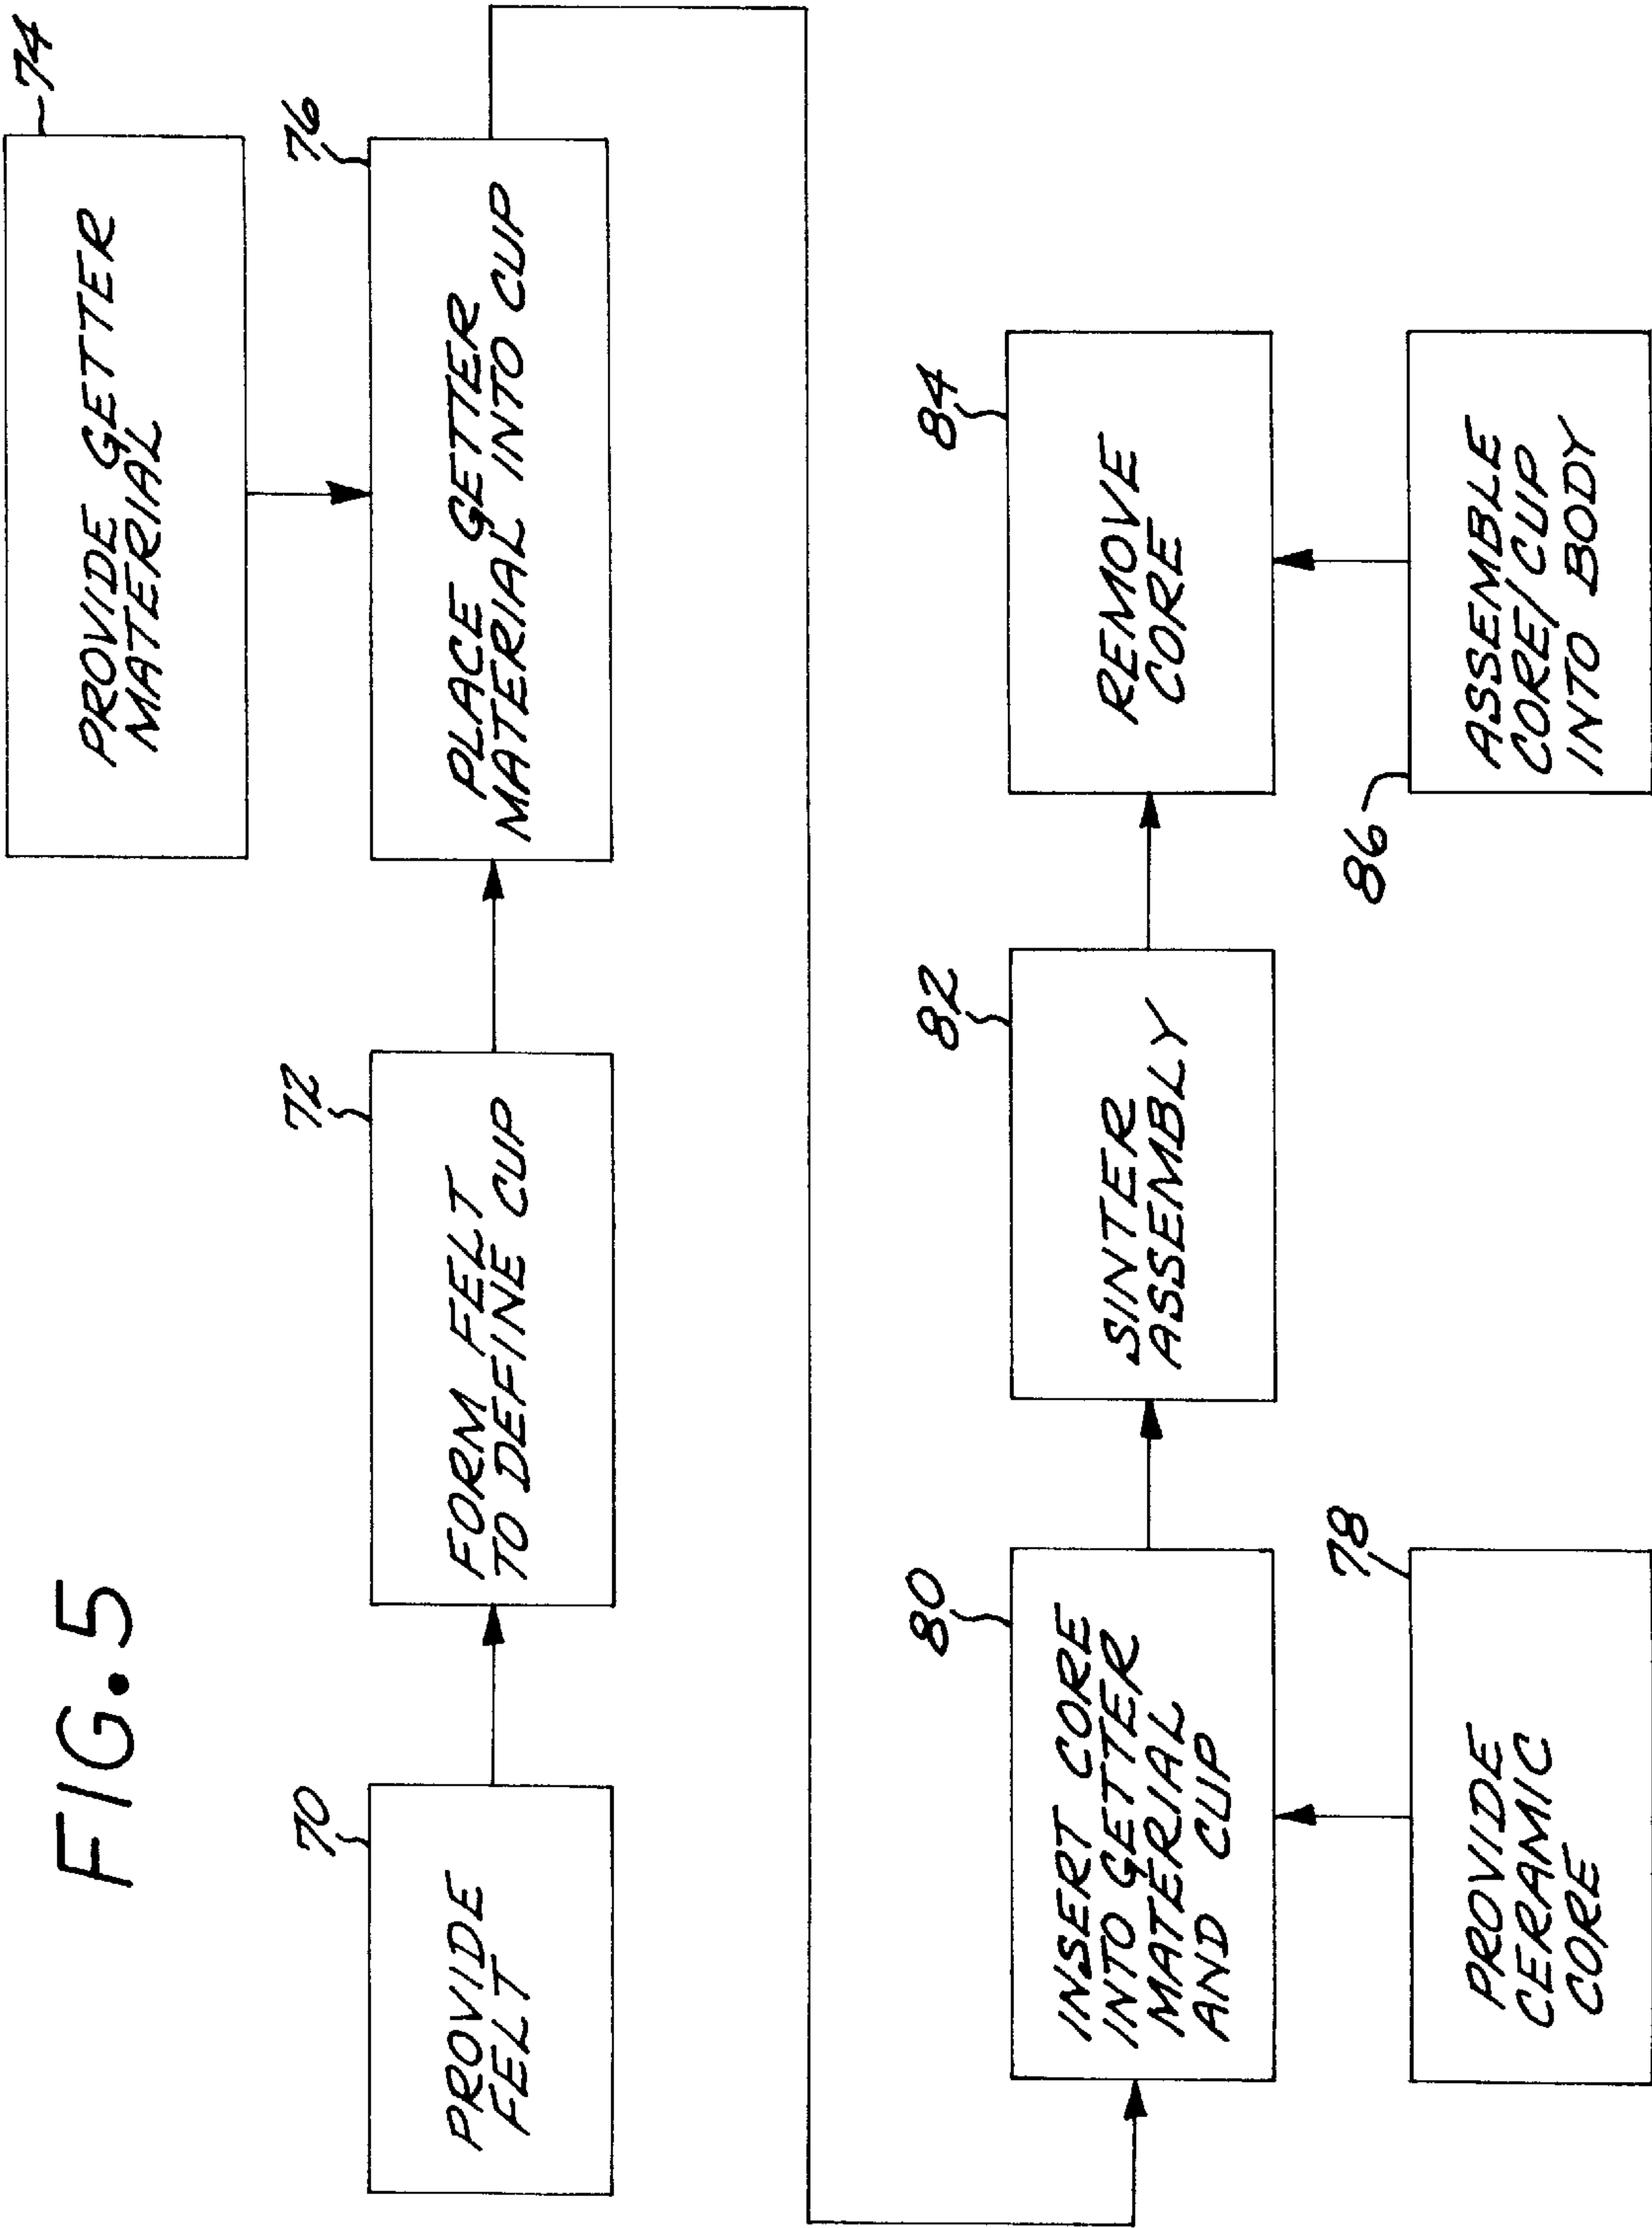 FIG. 5
70
PROVIDE
FELT
72
FORM FELT
TO DEFINE CUP
74
PROVIDE GETTER
MATERIAL
76
PLACE GETTER
MATERIAL INTO CUP
80
INSERT CORE
INTO GETTER
MATERIAL
AND CUP
78
PROVIDE
CERAMIC
CORE
82
SINTER
ASSEMBLY
84
REMOVE
CORE
86
ASSEMBLE
CORE/CUP
INTO BODY